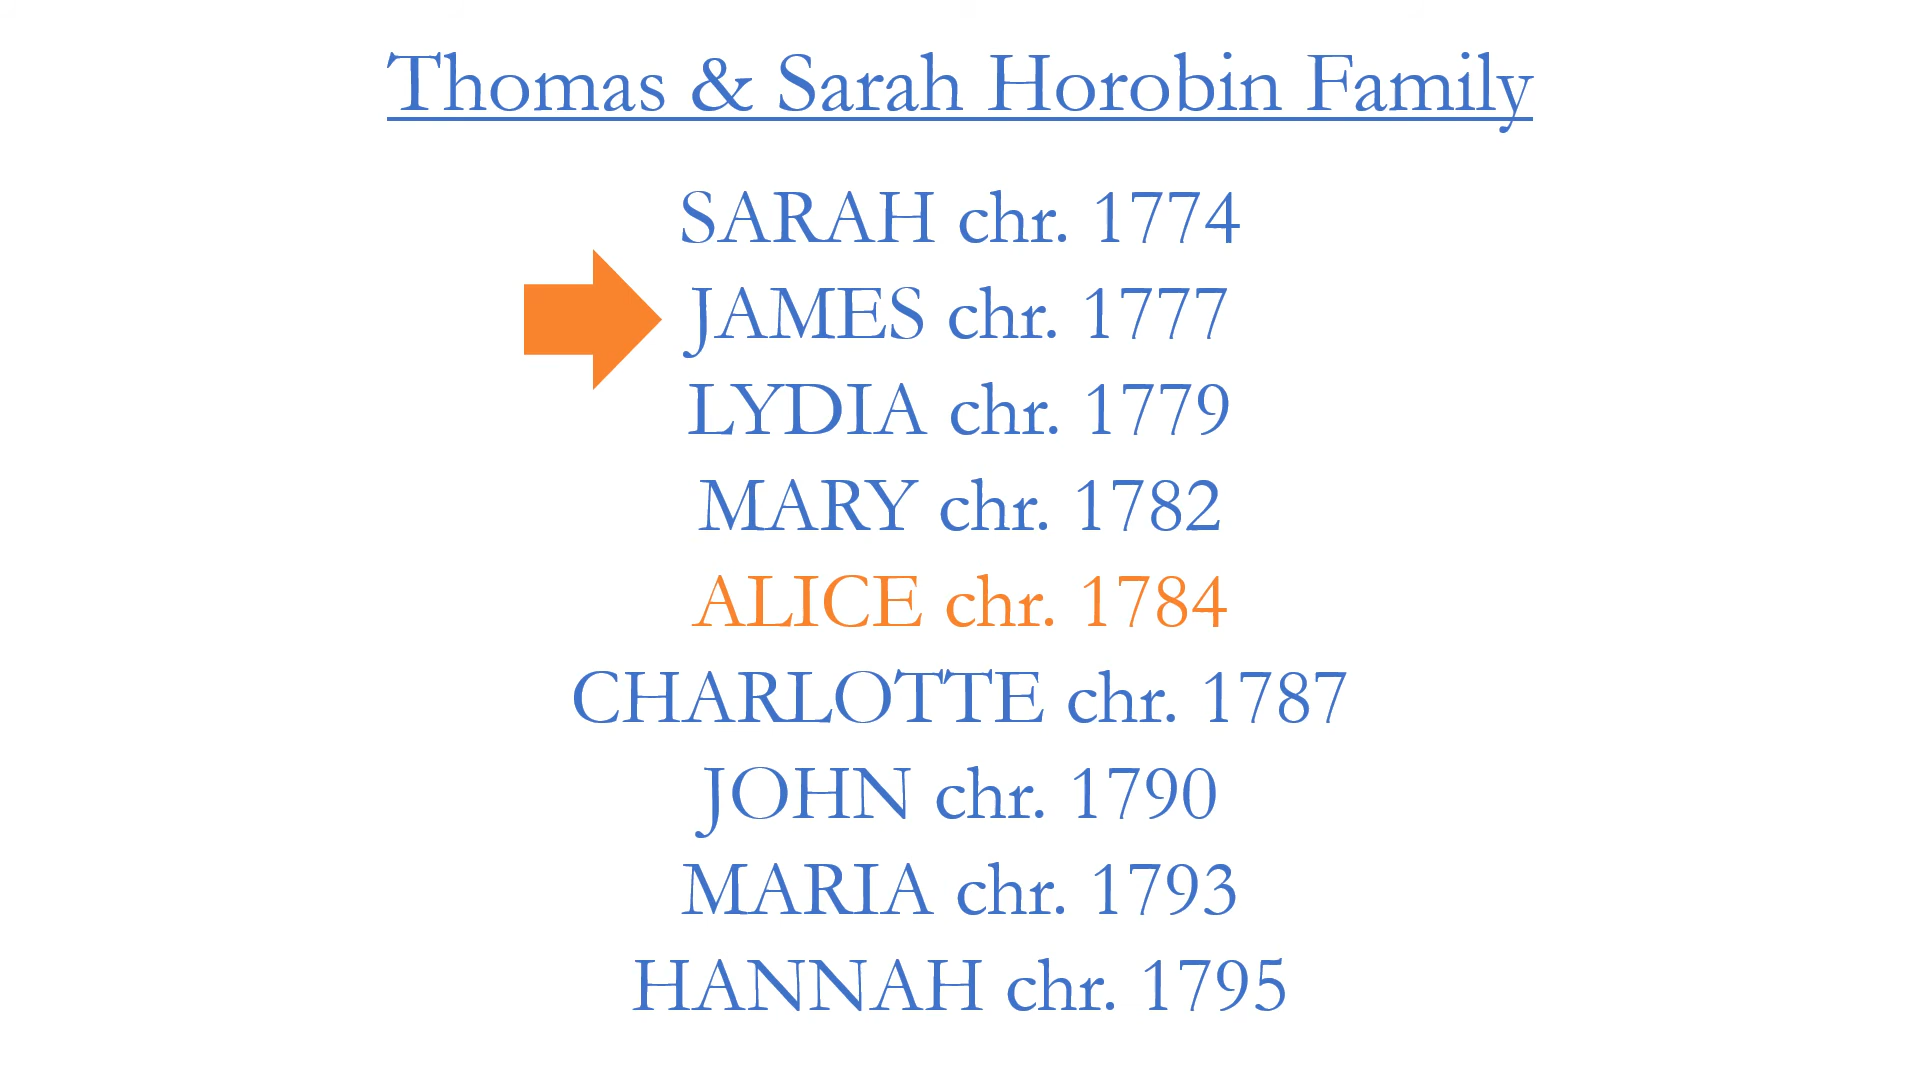 Thomas & Sarah Horobin Family
SARAH chr. 1774
JAMES chr. 1777
LYDIA chr. 1779
MARY chr. 1782
ALICE chr. 1784
CHARLOTTE chr. 1787
JOHN chr. 1790
MARIA chr. 1793
HANNAH chr. 1795